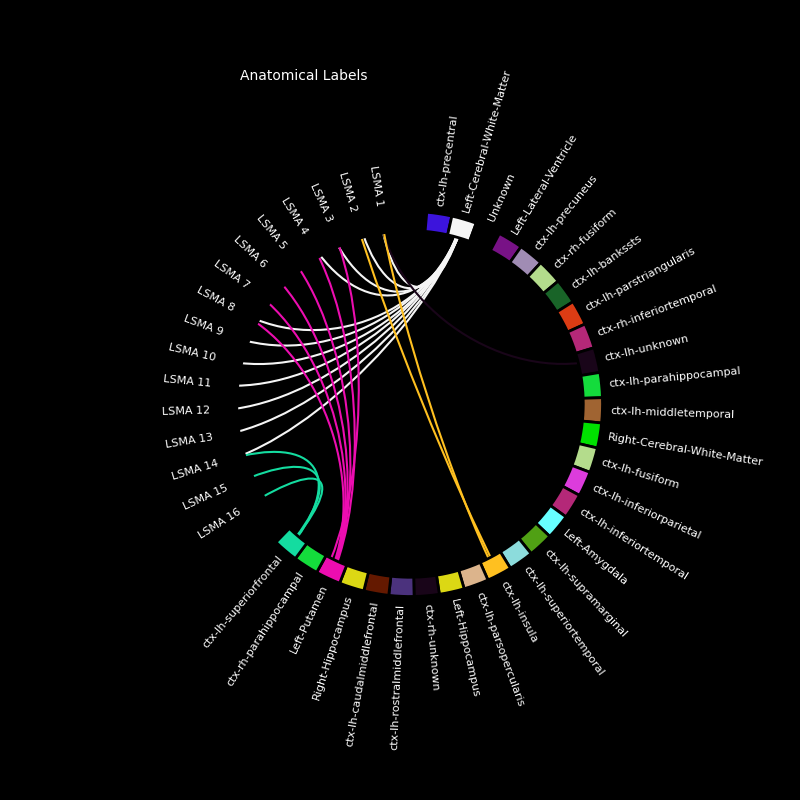 Anatomical Labels
ctx-lh-precentral
Left-Cerebral-White-Matter
Unknown
Left-Lateral-Ventricle
ctx-lh-precuneus
ctx-rh-fusiform
ctx-lh-bankssts
ctx-lh-parstriangularis
ctx-rh-inferiortemporal
ctx-lh-unknown
ctx-lh-parahippocampal
ctx-lh-middletemporal
Right-Cerebral-White-Matter
ctx-lh-fusiform
ctx-lh-inferiorparietal
ctx-lh-inferiortemporal
Left-Amygdala
ctx-lh-supramarginal
ctx-lh-superiortemporal
ctx-lh-insula
ctx-lh-parsopercularis
Left-Hippocampus
ctx-rh-unknown
ctx-lh-rostralmiddlefrontal
ctx-lh-caudalmiddlefrontal
Right-Hippocampus
Left-Putamen
ctx-rh-parahippocampal
ctx-lh-superiorfrontal
LSMA 16
LSMA 15
LSMA 14
LSMA 13
LSMA 12
LSMA 11
LSMA 10
LSMA 9
LSMA 8
LSMA 7
LSMA 6
LSMA 5
LSMA 4
LSMA 3
LSMA 2
LSMA 1